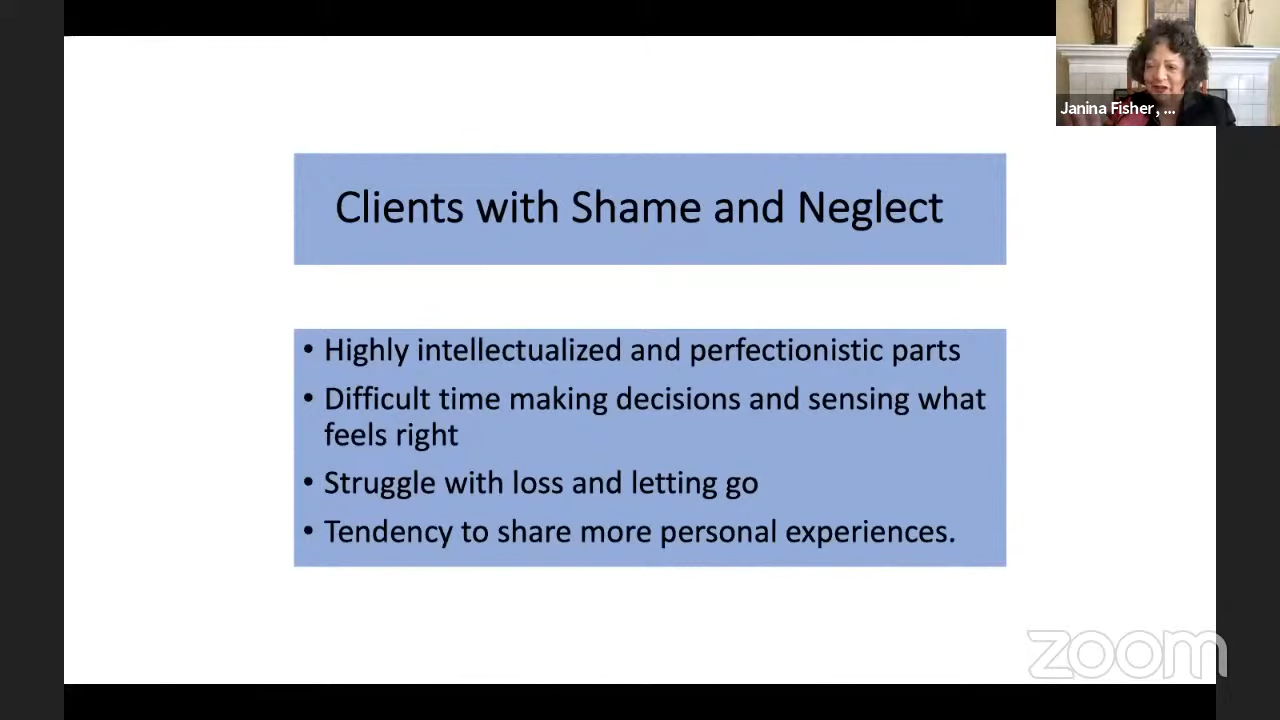 Janina Fisher, ...
Clients with Shame and Neglect
• Highly intellectualized and perfectionistic parts
• Difficult time making decisions and sensing what
feels right
• Struggle with loss and letting go
• Tendency to share more personal experiences.
zoom